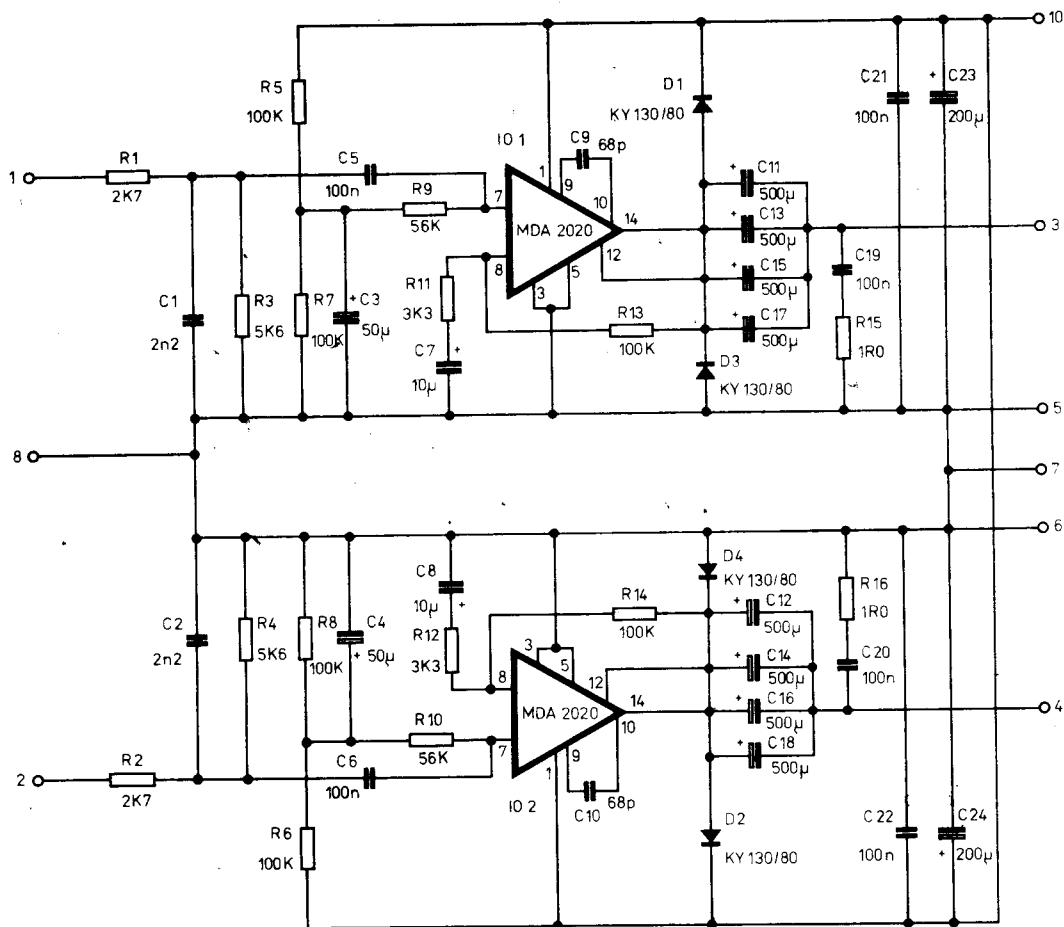 10
R5
100K
D1
KY 130/80
C21
100n
+ C23
200µ
IO 1
C9
68p
1
R1
2K7
C5
100n
R9
56K
7
1
9
10
14
MDA 2020
12
8
3
5
+ C11
500µ
+ C13
500µ
+ C15
500µ
+ C17
500µ
3
C19
100n
R15
1R0
C1
2n2
R3
5K6
R7
100K
+ C3
50µ
R11
3K3
C7 +
10µ
R13
100K
D3
KY 130/80
5
8
7
6
D4
KY 130/80
C8
10µ +
R12
3K3
R14
100K
+ C12
500µ
+ C14
500µ
+ C16
500µ
+ C18
500µ
R16
1R0
C20
100n
C2
2n2
R4
5K6
R8
100K
C4
+ 50µ
3
5
12
8
14
MDA 2020
10
7
9
1
4
R10
56K
2
R2
2K7
C6
100n
IO 2
C10
68p
R6
100K
D2
KY 130/80
C22
100n
C24
+ 200µ